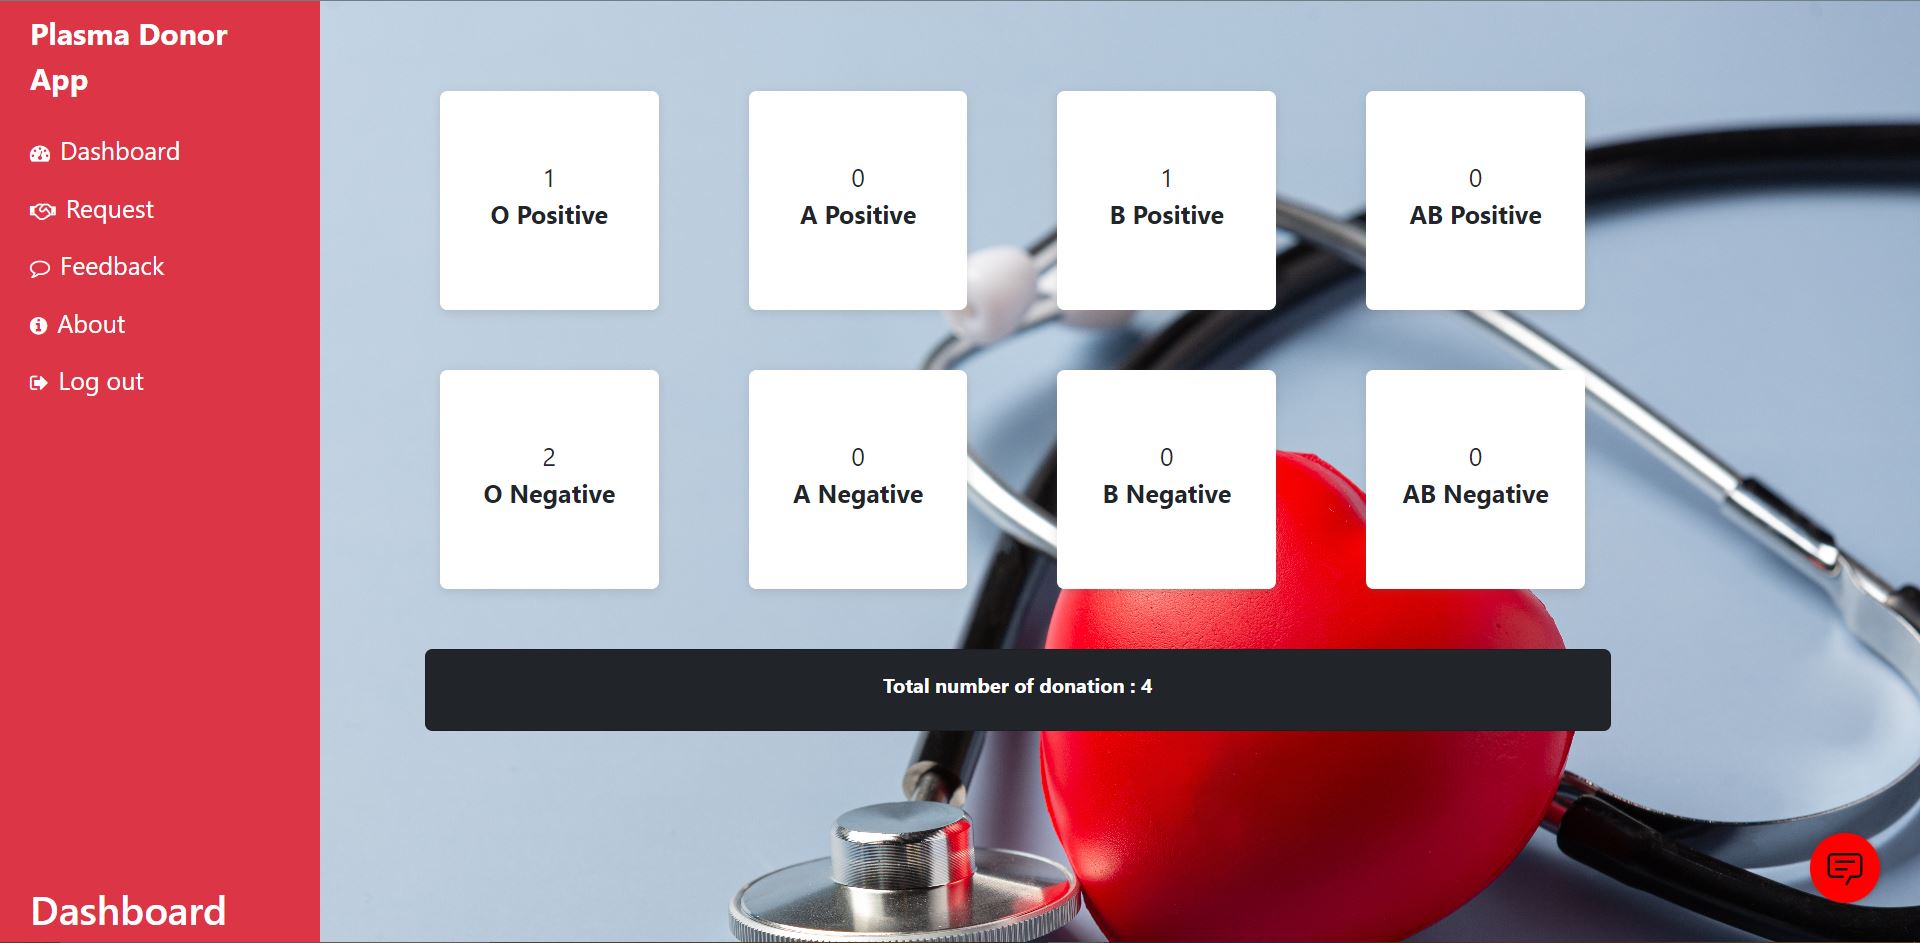 Plasma Donor
App
Dashboard
Request
Feedback
About
Log out
1
O Positive
0
A Positive
1
B Positive
0
AB Positive
2
O Negative
0
A Negative
0
B Negative
0
AB Negative
Total number of donation : 4
Dashboard